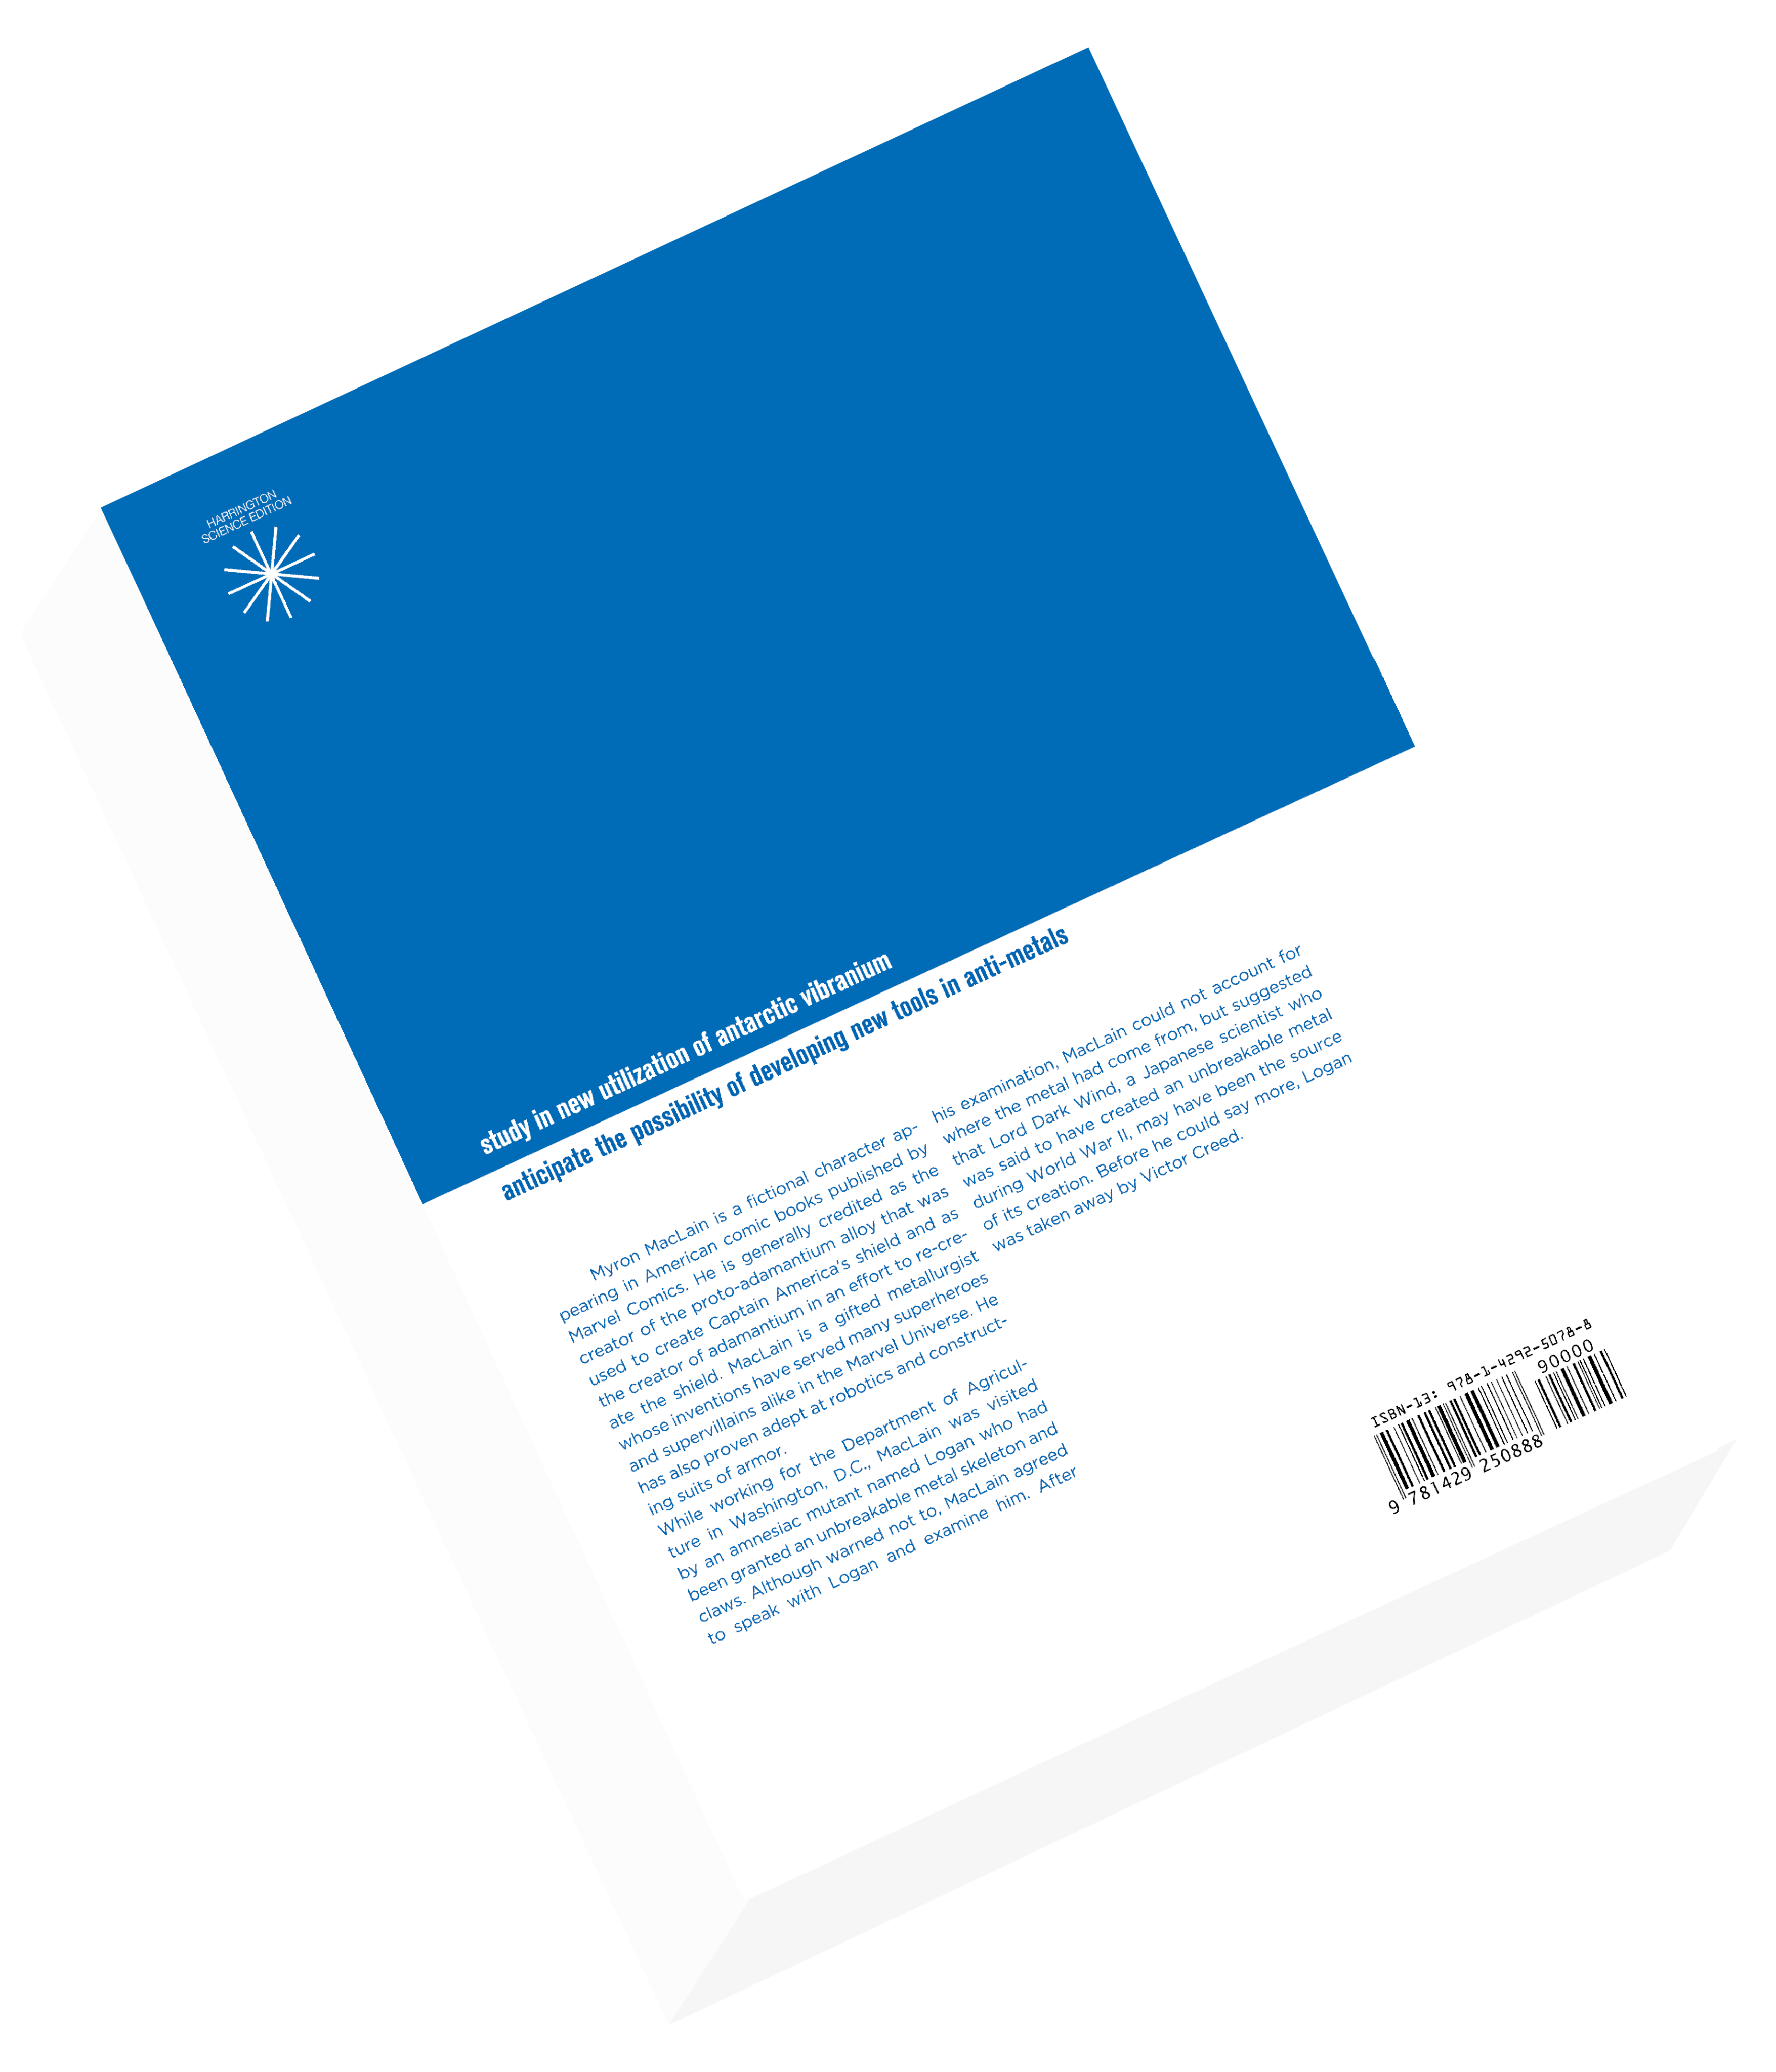 HARRINGTON
SCIENCE EDITION
study in new utilization of antarctic vibranium
anticipate the possibility of developing new tools in anti-metals
Myron MacLain is a fictional character ap-
pearing in American comic books published by
Marvel Comics. He is generally credited as the
creator of the proto-adamantium alloy that was
used to create Captain America's shield and as
the creator of adamantium in an effort to re-cre-
ate the shield. MacLain is a gifted metallurgist
whose inventions have served many superheroes
and supervillains alike in the Marvel Universe. He
has also proven adept at robotics and construct-
ing suits of armor.
While working for the Department of Agricul-
ture in Washington, D.C., MacLain was visited
by an amnesiac mutant named Logan who had
been granted an unbreakable metal skeleton and
claws. Although warned not to, MacLain agreed
to speak with Logan and examine him. After
his examination, MacLain could not account for
where the metal had come from, but suggested
that Lord Dark Wind, a Japanese scientist who
was said to have created an unbreakable metal
during World War II, may have been the source
of its creation. Before he could say more, Logan
was taken away by Victor Creed.
ISBN-13: 978-1-4292-5078-8
90000
9 781429 250888